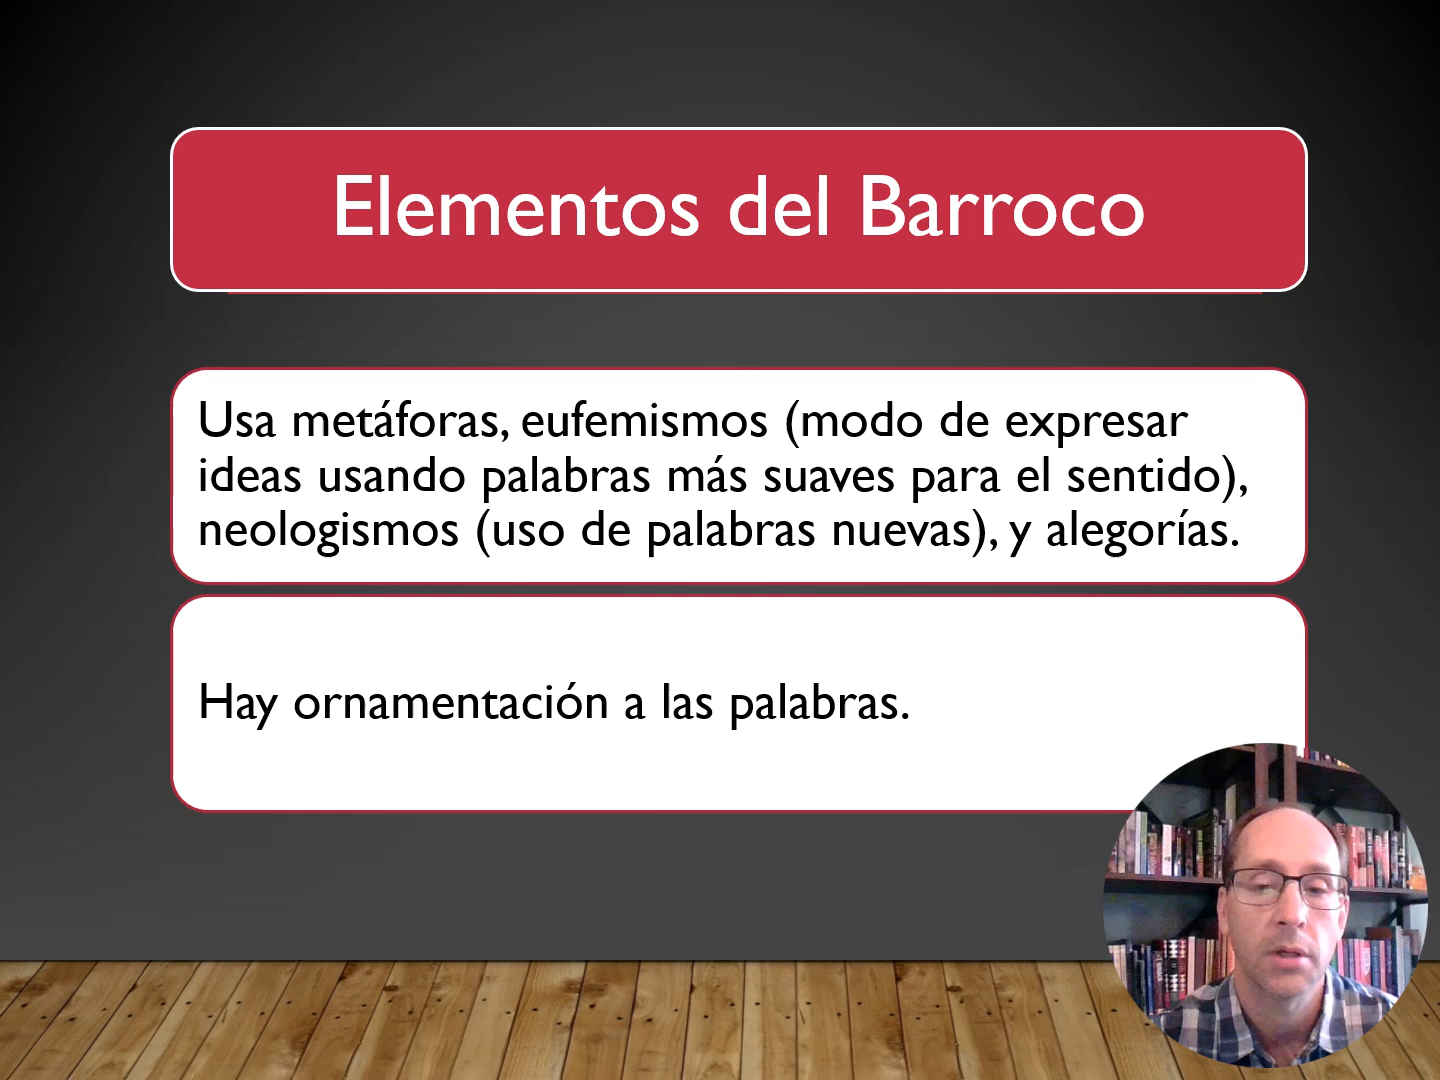 Elementos del Barroco
Usa metáforas, eufemismos (modo de expresar
ideas usando palabras más suaves para el sentido),
neologismos (uso de palabras nuevas), y alegorías.
Hay ornamentación a las palabras.